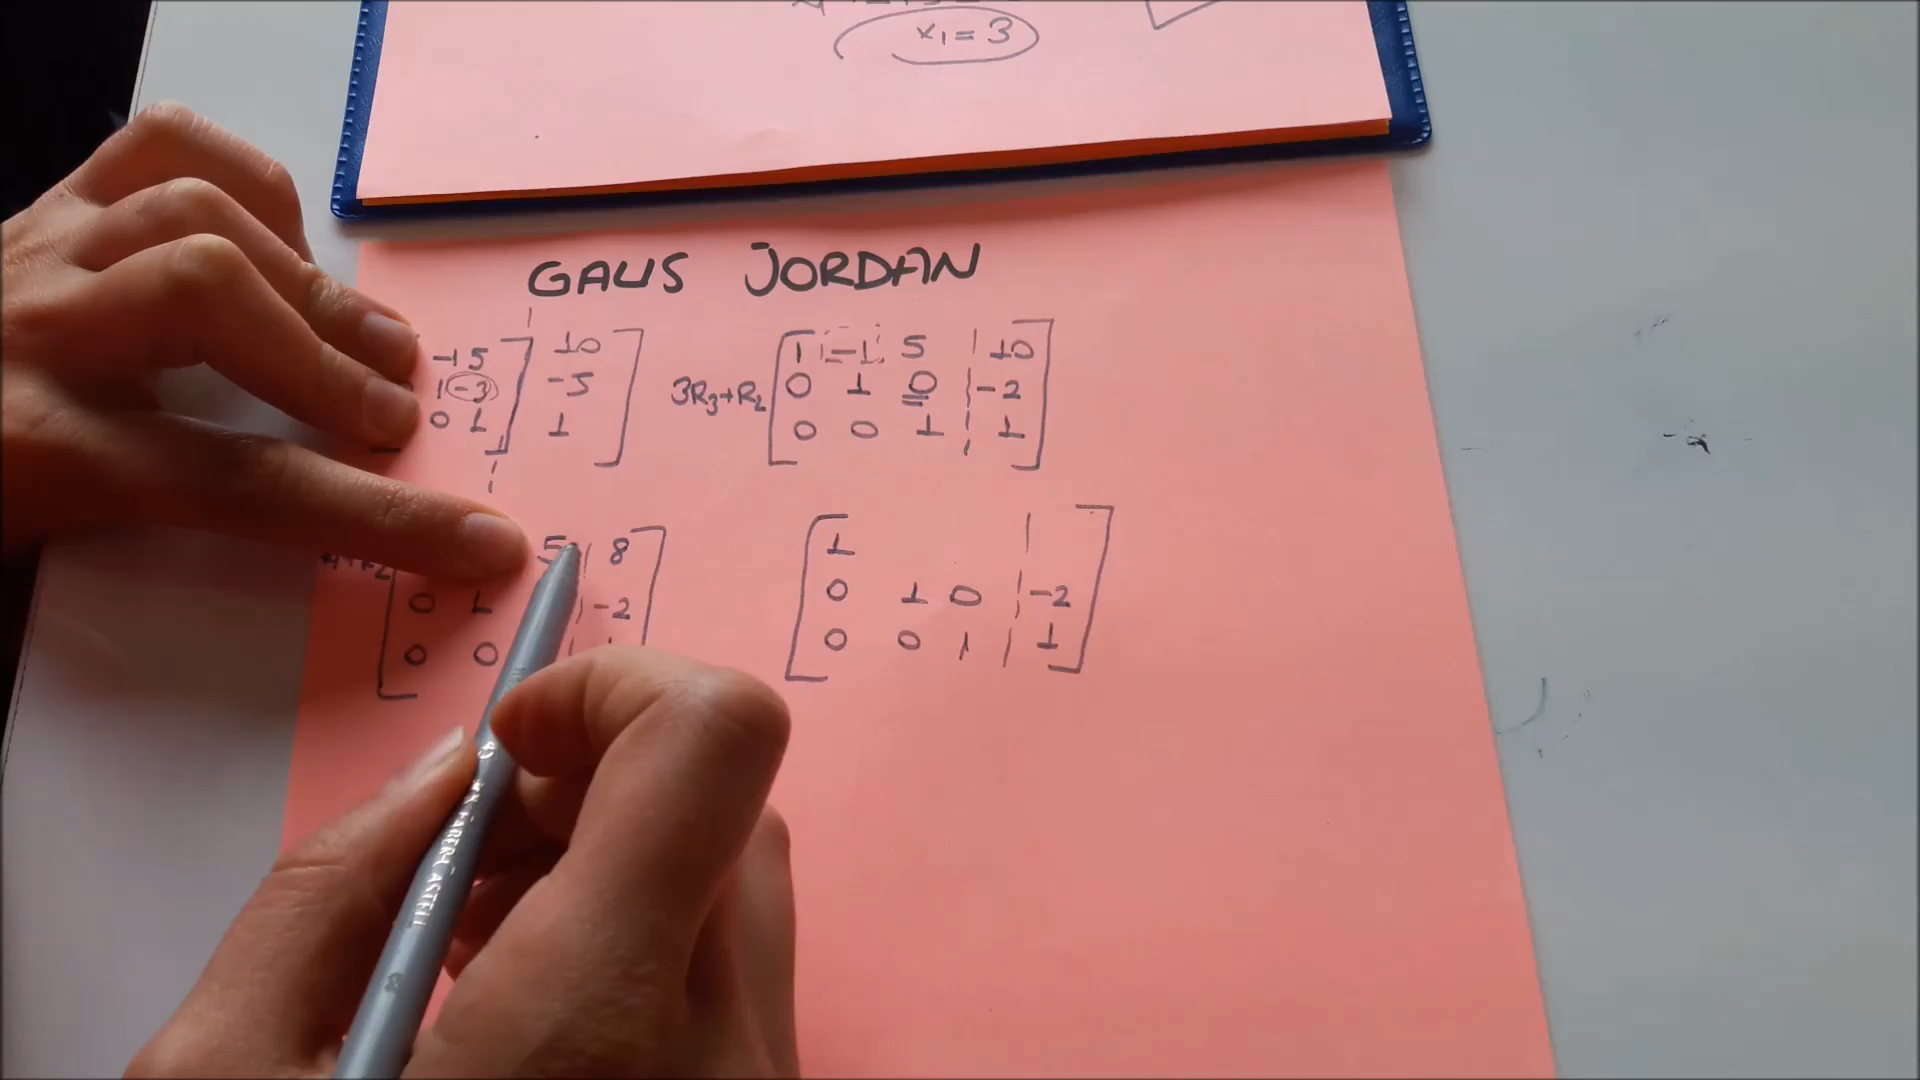 x₁ = 3
GAUS JORDAN
-1 5 | 10
1 -3 -5
0 1 1
3R₃+R₂
1 -1 5 | 10
0 1 0 | -2
0 0 1 | 1
5 | 8
0 1 | -2
0 0
1 |
0 1 0 | -2
0 0 1 | 1
FABER-CASTELL